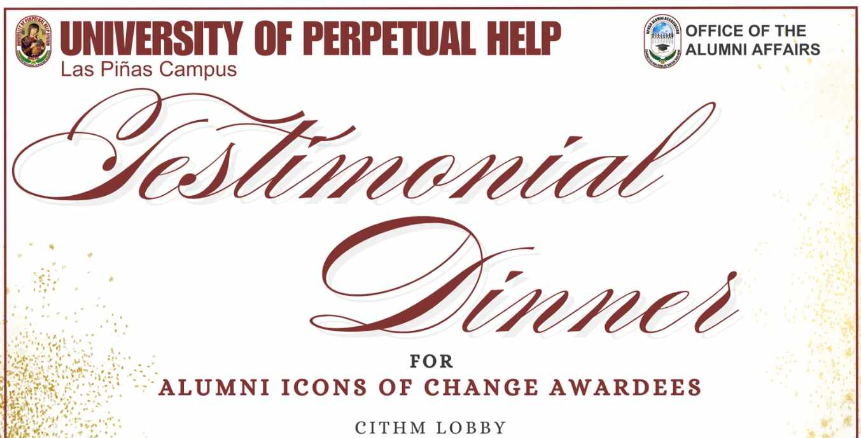 UNIVERSITY OF PERPETUAL HELP
Las Piñas Campus
OFFICE OF THE
ALUMNI AFFAIRS
Testimonial
Dinner
FOR
ALUMNI ICONS OF CHANGE AWARDEES
CITHM LOBBY